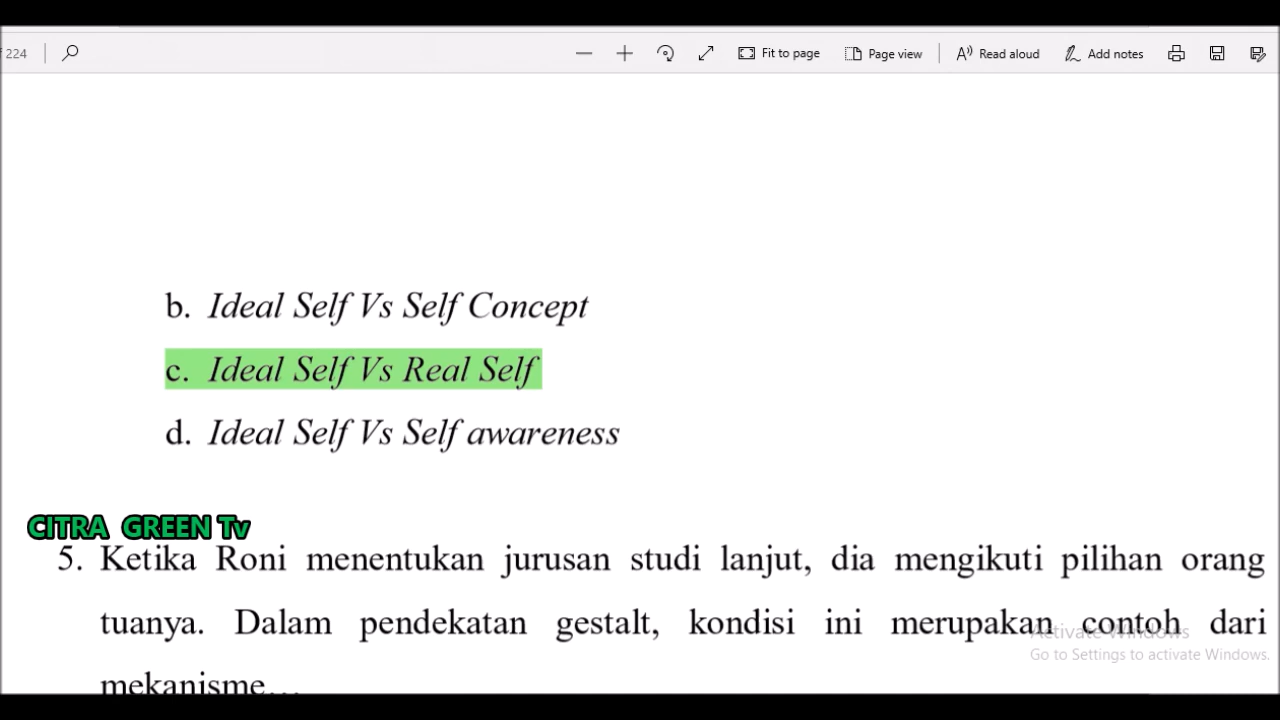 224
Fit to page
Page view
Read aloud
Add notes
b. Ideal Self Vs Self Concept
c. Ideal Self Vs Real Self
d. Ideal Self Vs Self awareness
CITRA GREEN Tv
5. Ketika Roni menentukan jurusan studi lanjut, dia mengikuti pilihan orang
tuanya. Dalam pendekatan gestalt, kondisi ini merupakan contoh dari
Activate Windows
Go to Settings to activate Windows.
mekanisme...